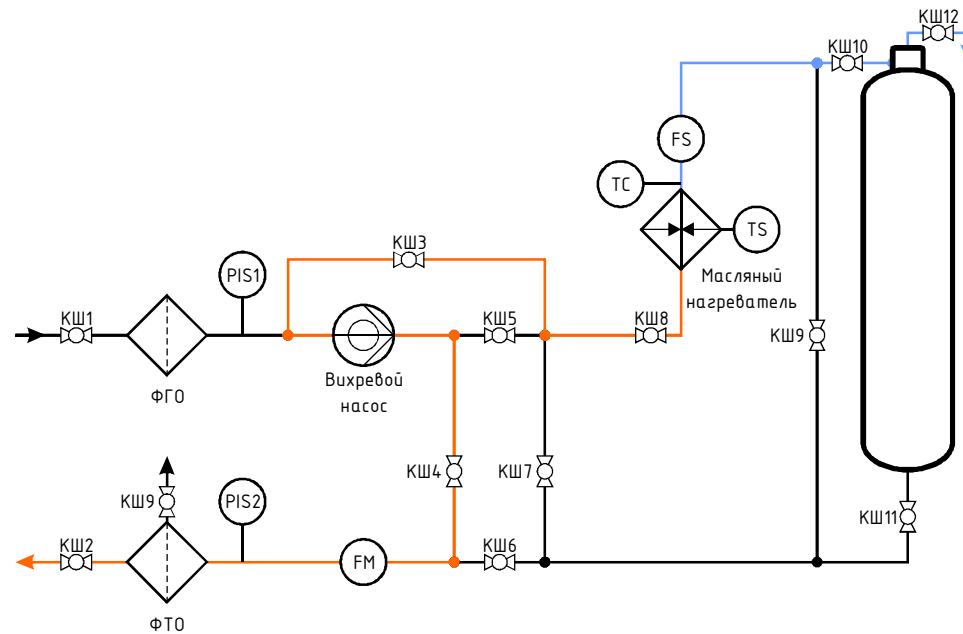 КШ12
КШ10
FS
TC
TS
КШ3
PIS1
Масляный
нагреватель
КШ1
КШ5
КШ8
КШ9
Вихревой
насос
ФГО
КШ4
КШ7
КШ9
PIS2
КШ11
КШ2
FM
КШ6
ФТО